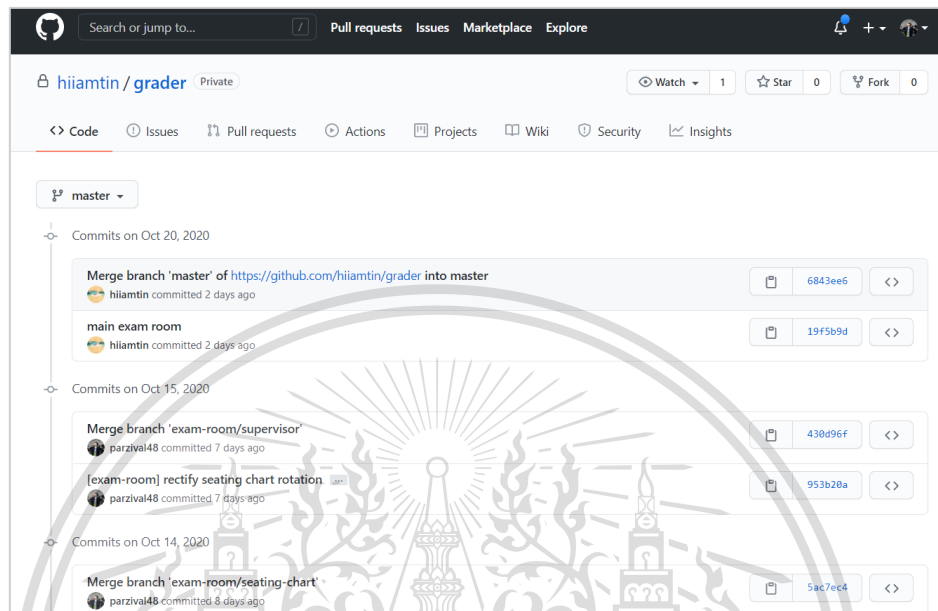 Search or jump to... / Pull requests Issues Marketplace Explore
hiiamtin / grader Private Watch 1 Star 0 Fork 0
Code Issues Pull requests Actions Projects Wiki Security Insights
master
Commits on Oct 20, 2020
Merge branch 'master' of https://github.com/hiiamtin/grader into master
6843ee6
hiiamtin committed 2 days ago
main exam room
19f5b9d
hiiamtin committed 2 days ago
Commits on Oct 15, 2020
Merge branch 'exam-room/supervisor'
430d96f
parzival48 committed 7 days ago
[exam-room] rectify seating chart rotation ...
953b20a
parzival48 committed 7 days ago
Commits on Oct 14, 2020
Merge branch 'exam-room/seating-chart'
5ac7ec4
parzival48 committed 8 days ago